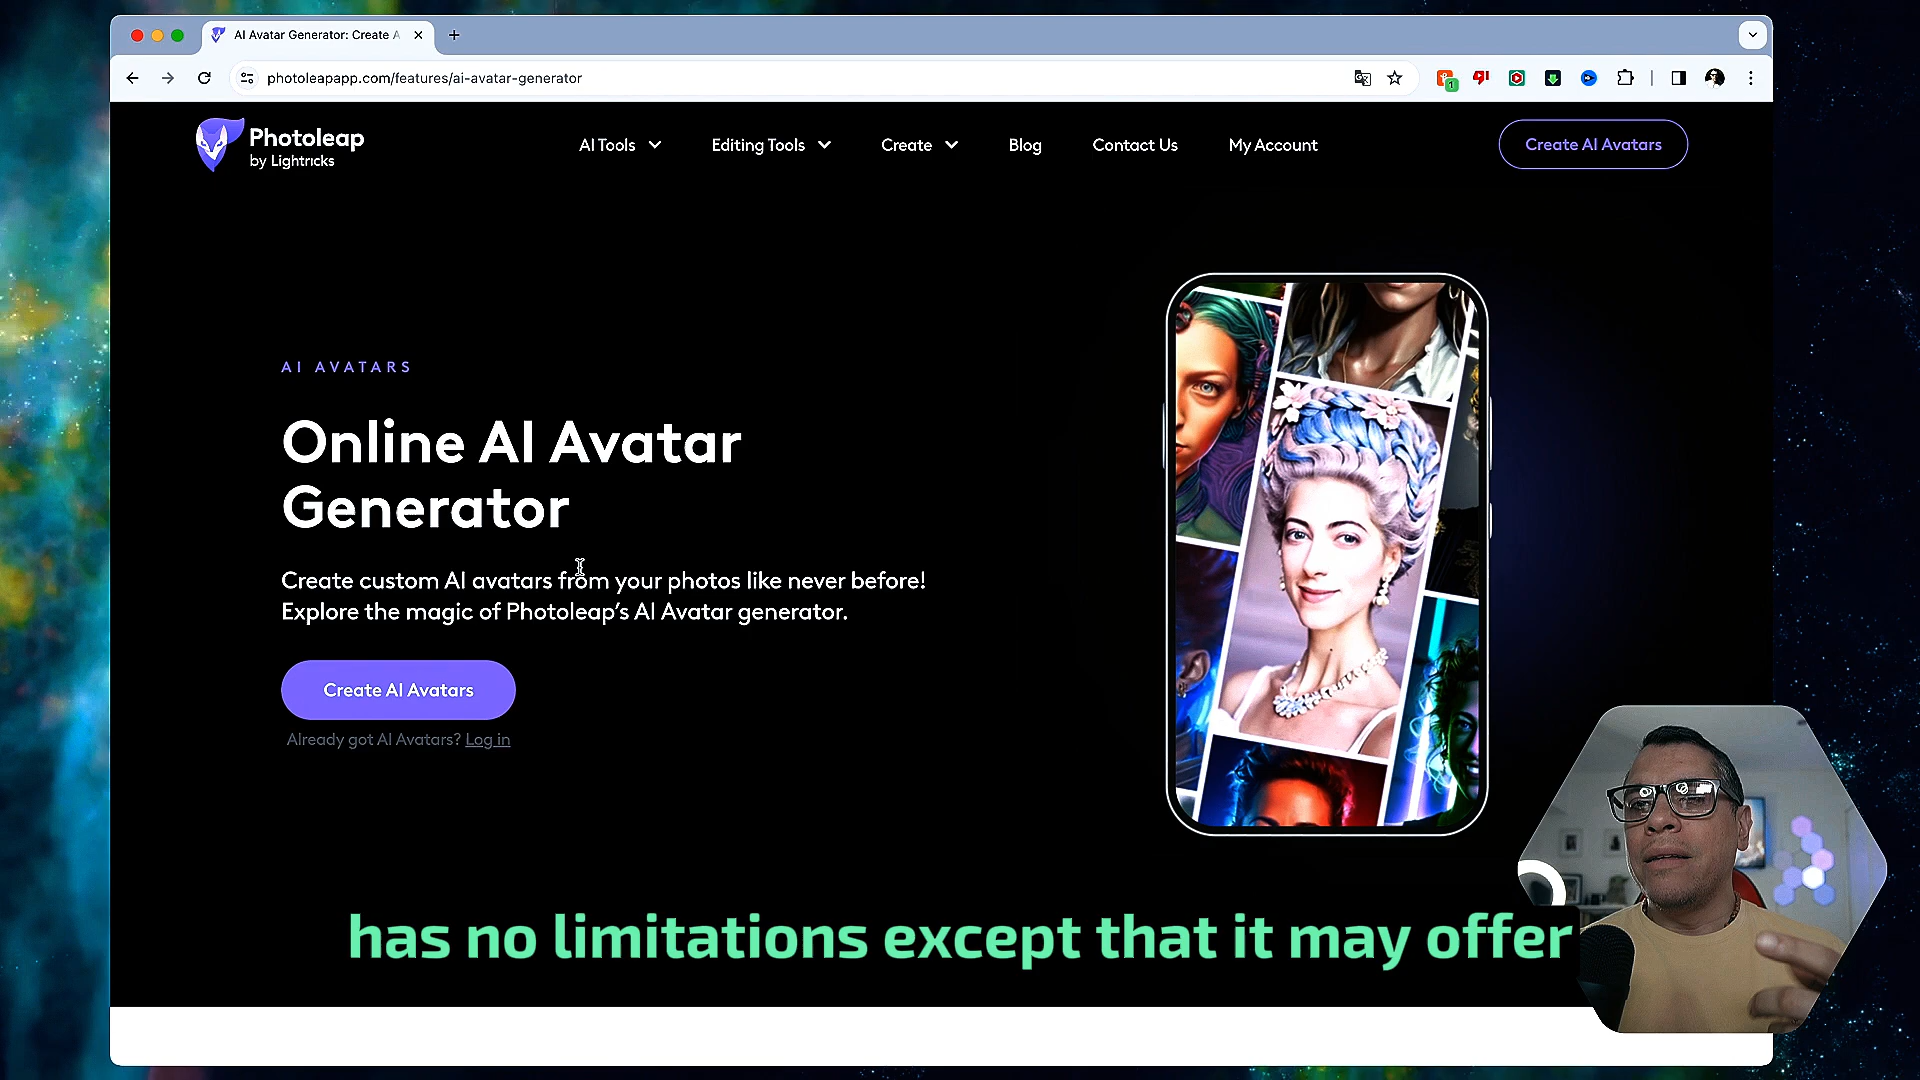 AI Avatar Generator: Create A
photoleapapp.com/features/ai-avatar-generator
1
Photoleap
by Lightricks
AI Tools
Editing Tools
Create
Blog
Contact Us
My Account
Create AI Avatars
AI AVATARS
Online AI Avatar
Generator
Create custom AI avatars from your photos like never before!
Explore the magic of Photoleap's AI Avatar generator.
Create AI Avatars
Already got AI Avatars? Log in
has no limitations except that it may offer